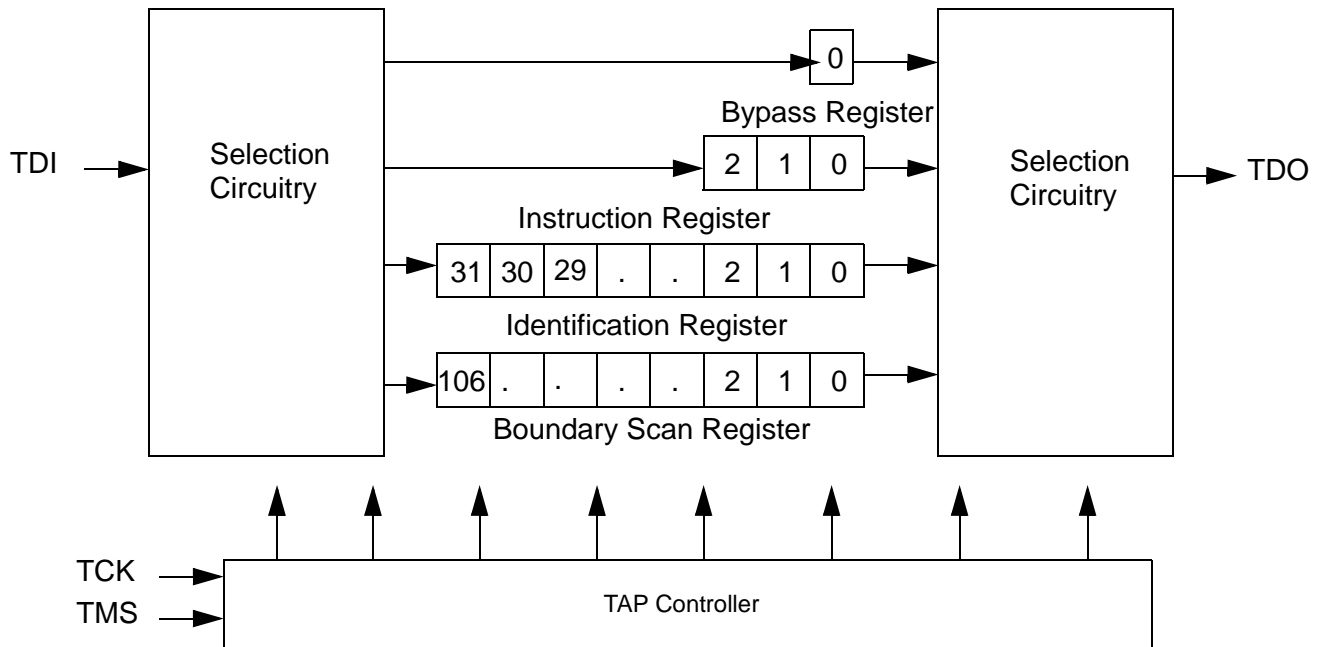 0
Bypass Register
TDI
Selection
Circuitry
2 1 0
Selection
Circuitry
TDO
Instruction Register
31 30 29 . . 2 1 0
Identification Register
106 . . . . 2 1 0
Boundary Scan Register
TCK
TMS
TAP Controller